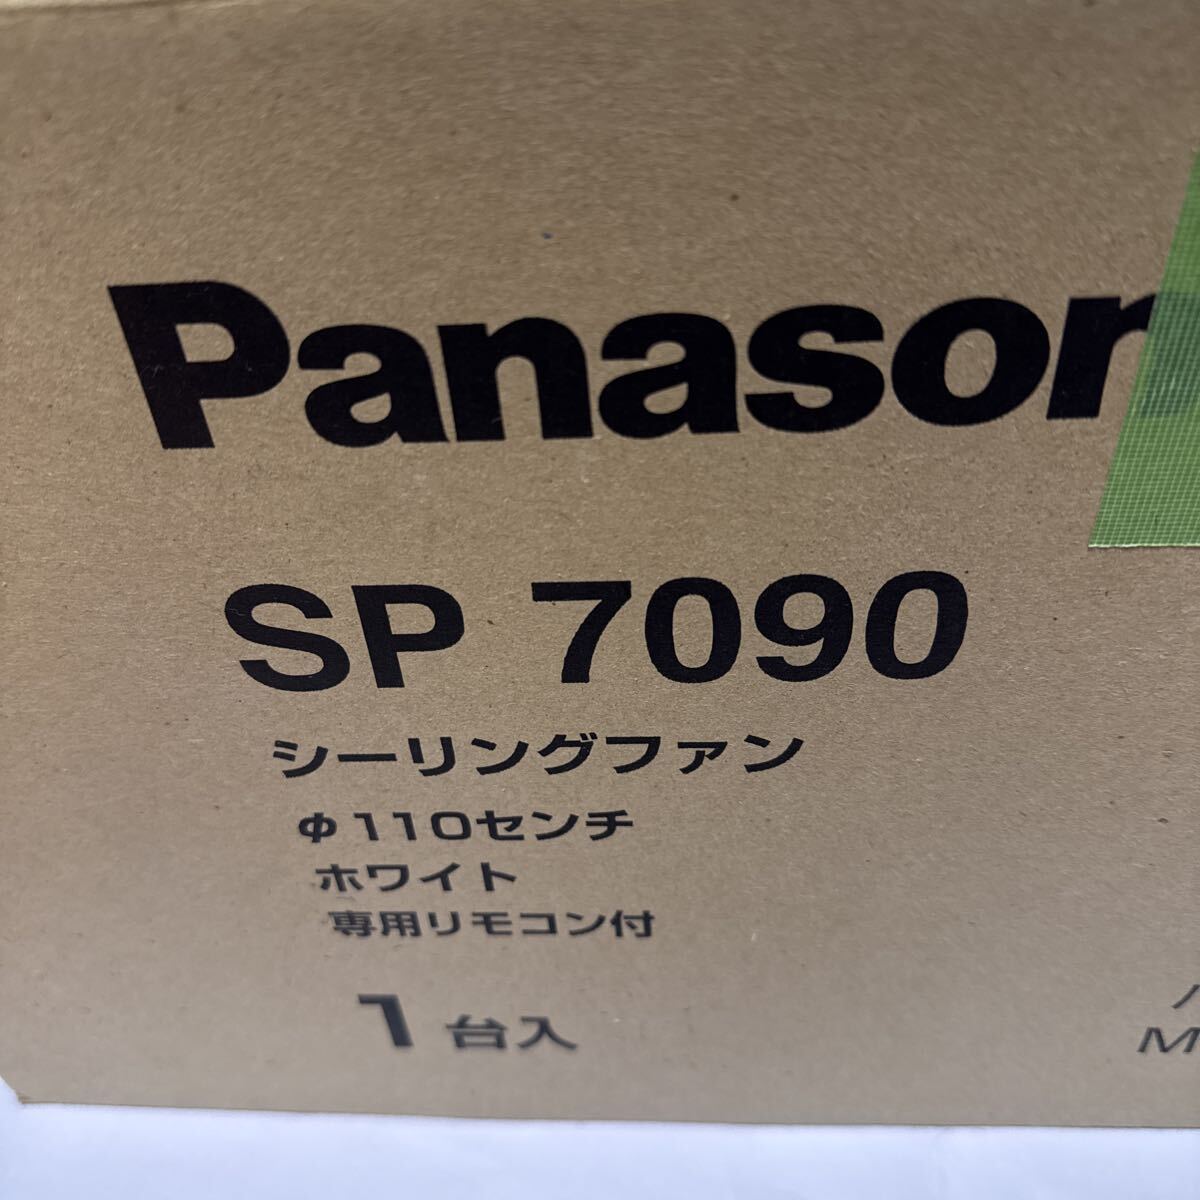 Panason
SP 7090
シーリングファン
φ110センチ
ホワイト
専用リモコン付
1台入
M